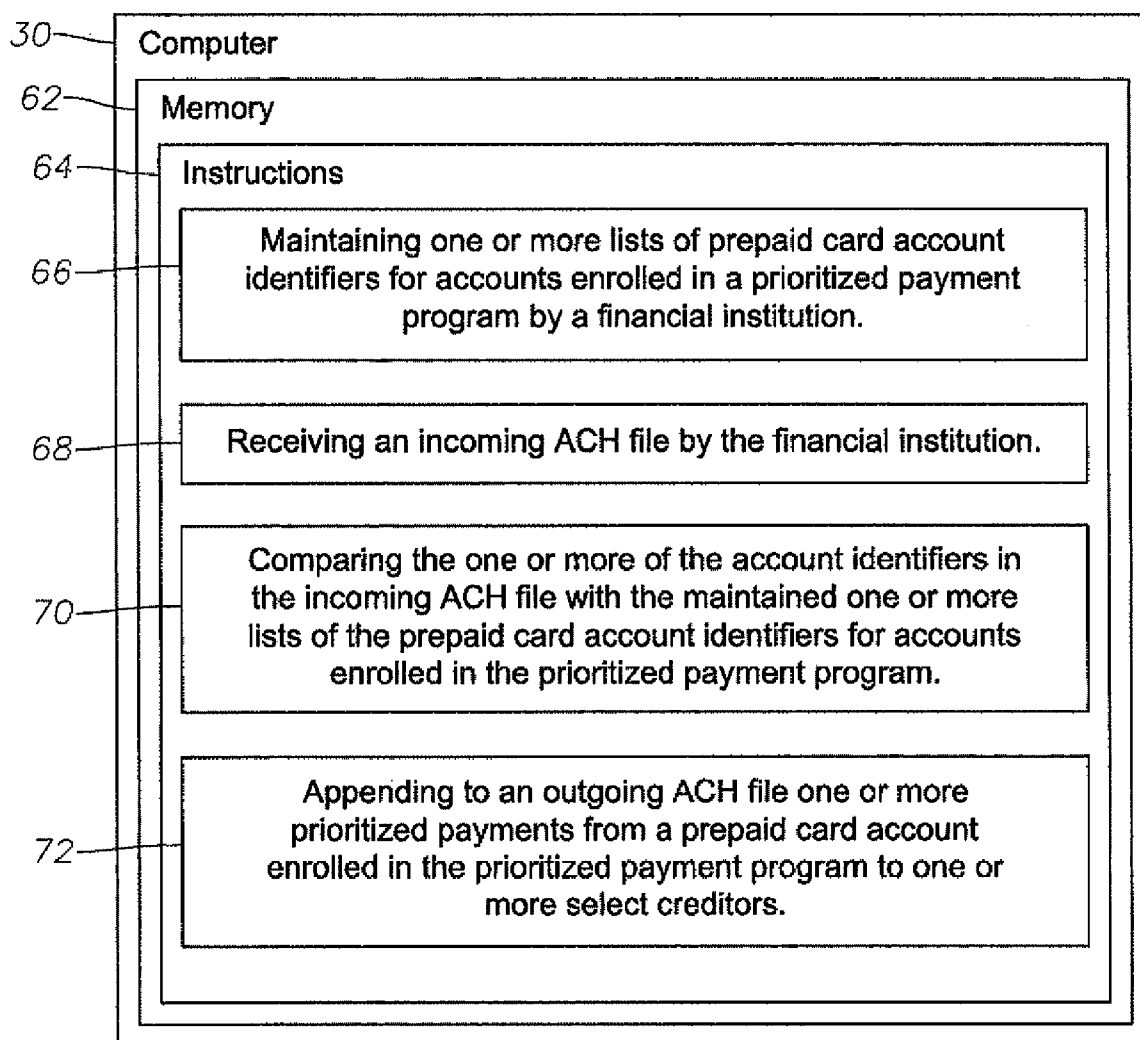 30
Computer
62
Memory
64
Instructions
66
Maintaining one or more lists of prepaid card account
identifiers for accounts enrolled in a prioritized payment
program by a financial institution.
68
Receiving an incoming ACH file by the financial institution.
70
Comparing the one or more of the account identifiers in
the incoming ACH file with the maintained one or more
lists of the prepaid card account identifiers for accounts
enrolled in the prioritized payment program.
72
Appending to an outgoing ACH file one or more
prioritized payments from a prepaid card account
enrolled in the prioritized payment program to one or
more select creditors.